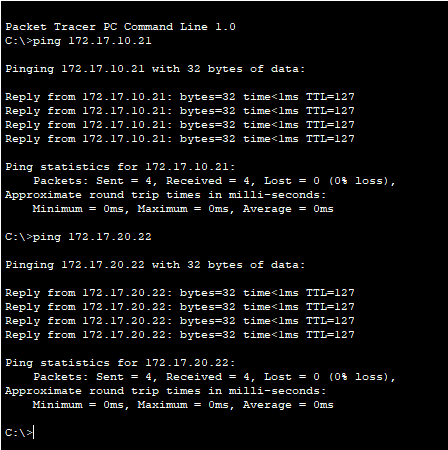 Packet Tracer PC Command Line 1.0
C:\>ping 172.17.10.21
Pinging 172.17.10.21 with 32 bytes of data:
Reply from 172.17.10.21: bytes=32 time<1ms TTL=127
Reply from 172.17.10.21: bytes=32 time<1ms TTL=127
Reply from 172.17.10.21: bytes=32 time<1ms TTL=127
Reply from 172.17.10.21: bytes=32 time<1ms TTL=127
Ping statistics for 172.17.10.21:
    Packets: Sent = 4, Received = 4, Lost = 0 (0% loss),
Approximate round trip times in milli-seconds:
    Minimum = 0ms, Maximum = 0ms, Average = 0ms
C:\>ping 172.17.20.22
Pinging 172.17.20.22 with 32 bytes of data:
Reply from 172.17.20.22: bytes=32 time<1ms TTL=127
Reply from 172.17.20.22: bytes=32 time<1ms TTL=127
Reply from 172.17.20.22: bytes=32 time<1ms TTL=127
Reply from 172.17.20.22: bytes=32 time<1ms TTL=127
Ping statistics for 172.17.20.22:
    Packets: Sent = 4, Received = 4, Lost = 0 (0% loss),
Approximate round trip times in milli-seconds:
    Minimum = 0ms, Maximum = 0ms, Average = 0ms
C:\>